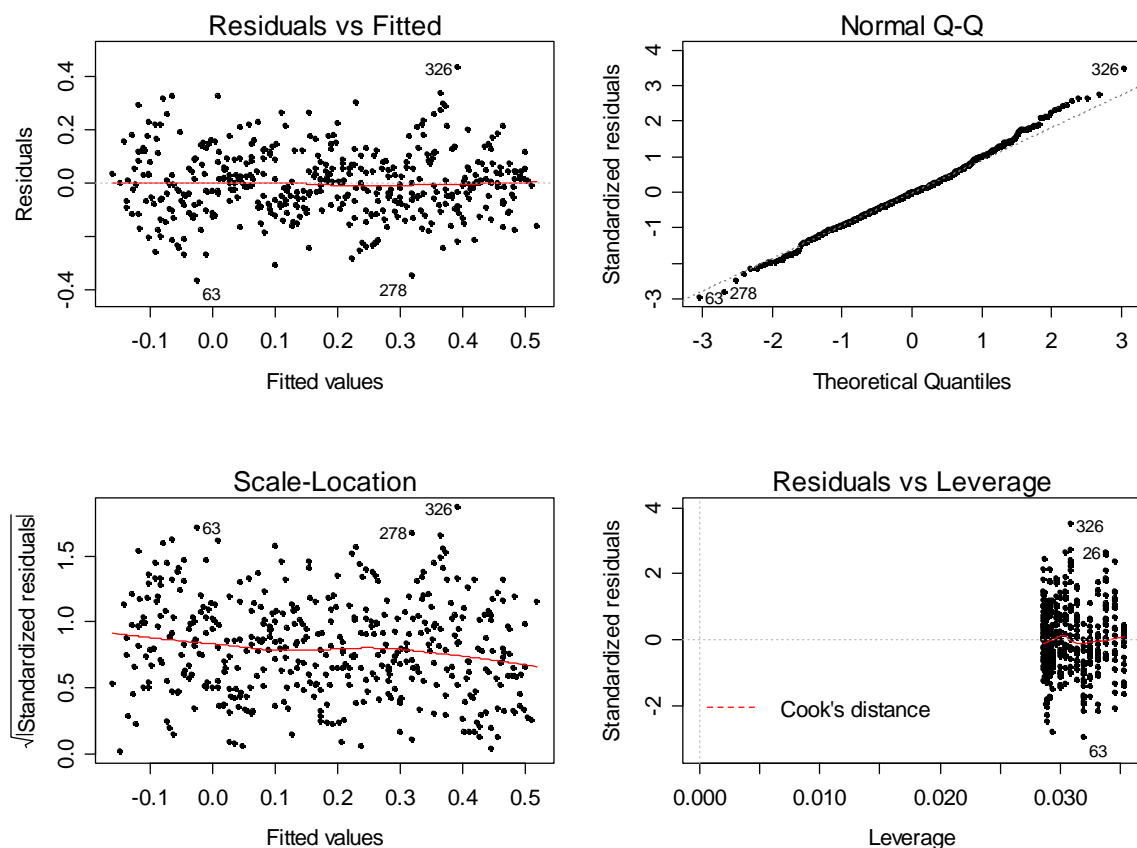 Residuals vs Fitted
Residuals
0.4
0.2
0.0
-0.4
326
63
278
-0.1 0.0 0.1 0.2 0.3 0.4 0.5
Fitted values
Normal Q-Q
Standardized residuals
4
3
2
1
0
-1
-3
326
63
278
-3 -2 -1 0 1 2 3
Theoretical Quantiles
Scale-Location
√|Standardized residuals|
1.5
1.0
0.5
0.0
326
63
278
-0.1 0.0 0.1 0.2 0.3 0.4 0.5
Fitted values
Residuals vs Leverage
Standardized residuals
4
2
0
-2
326
26
Cook's distance
63
0.000 0.010 0.020 0.030
Leverage